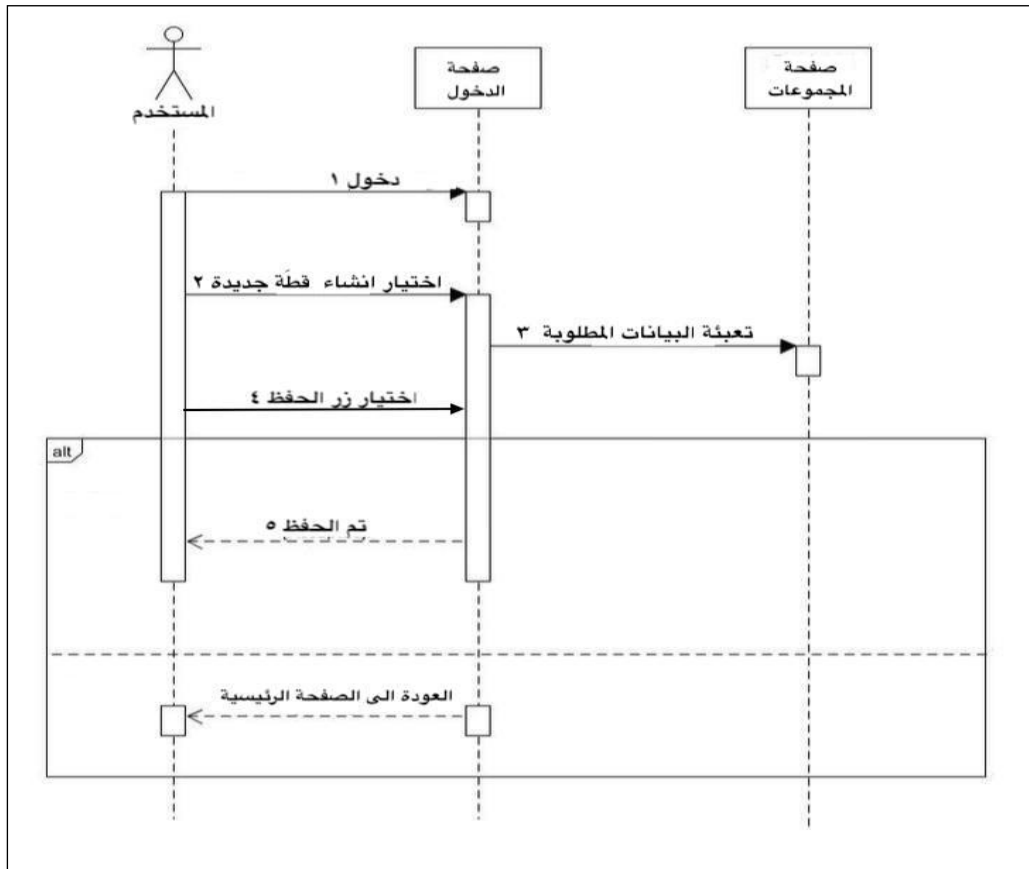 المستخدم
صفحة
الدخول
صفحة
المجموعات
دخول ١
اختيار انشاء قطّة جديدة ٢
تعبئة البيانات المطلوبة ٣
اختيار زر الحفظ ٤
alt
تم الحفظ ٥
العودة الى الصفحة الرئيسية